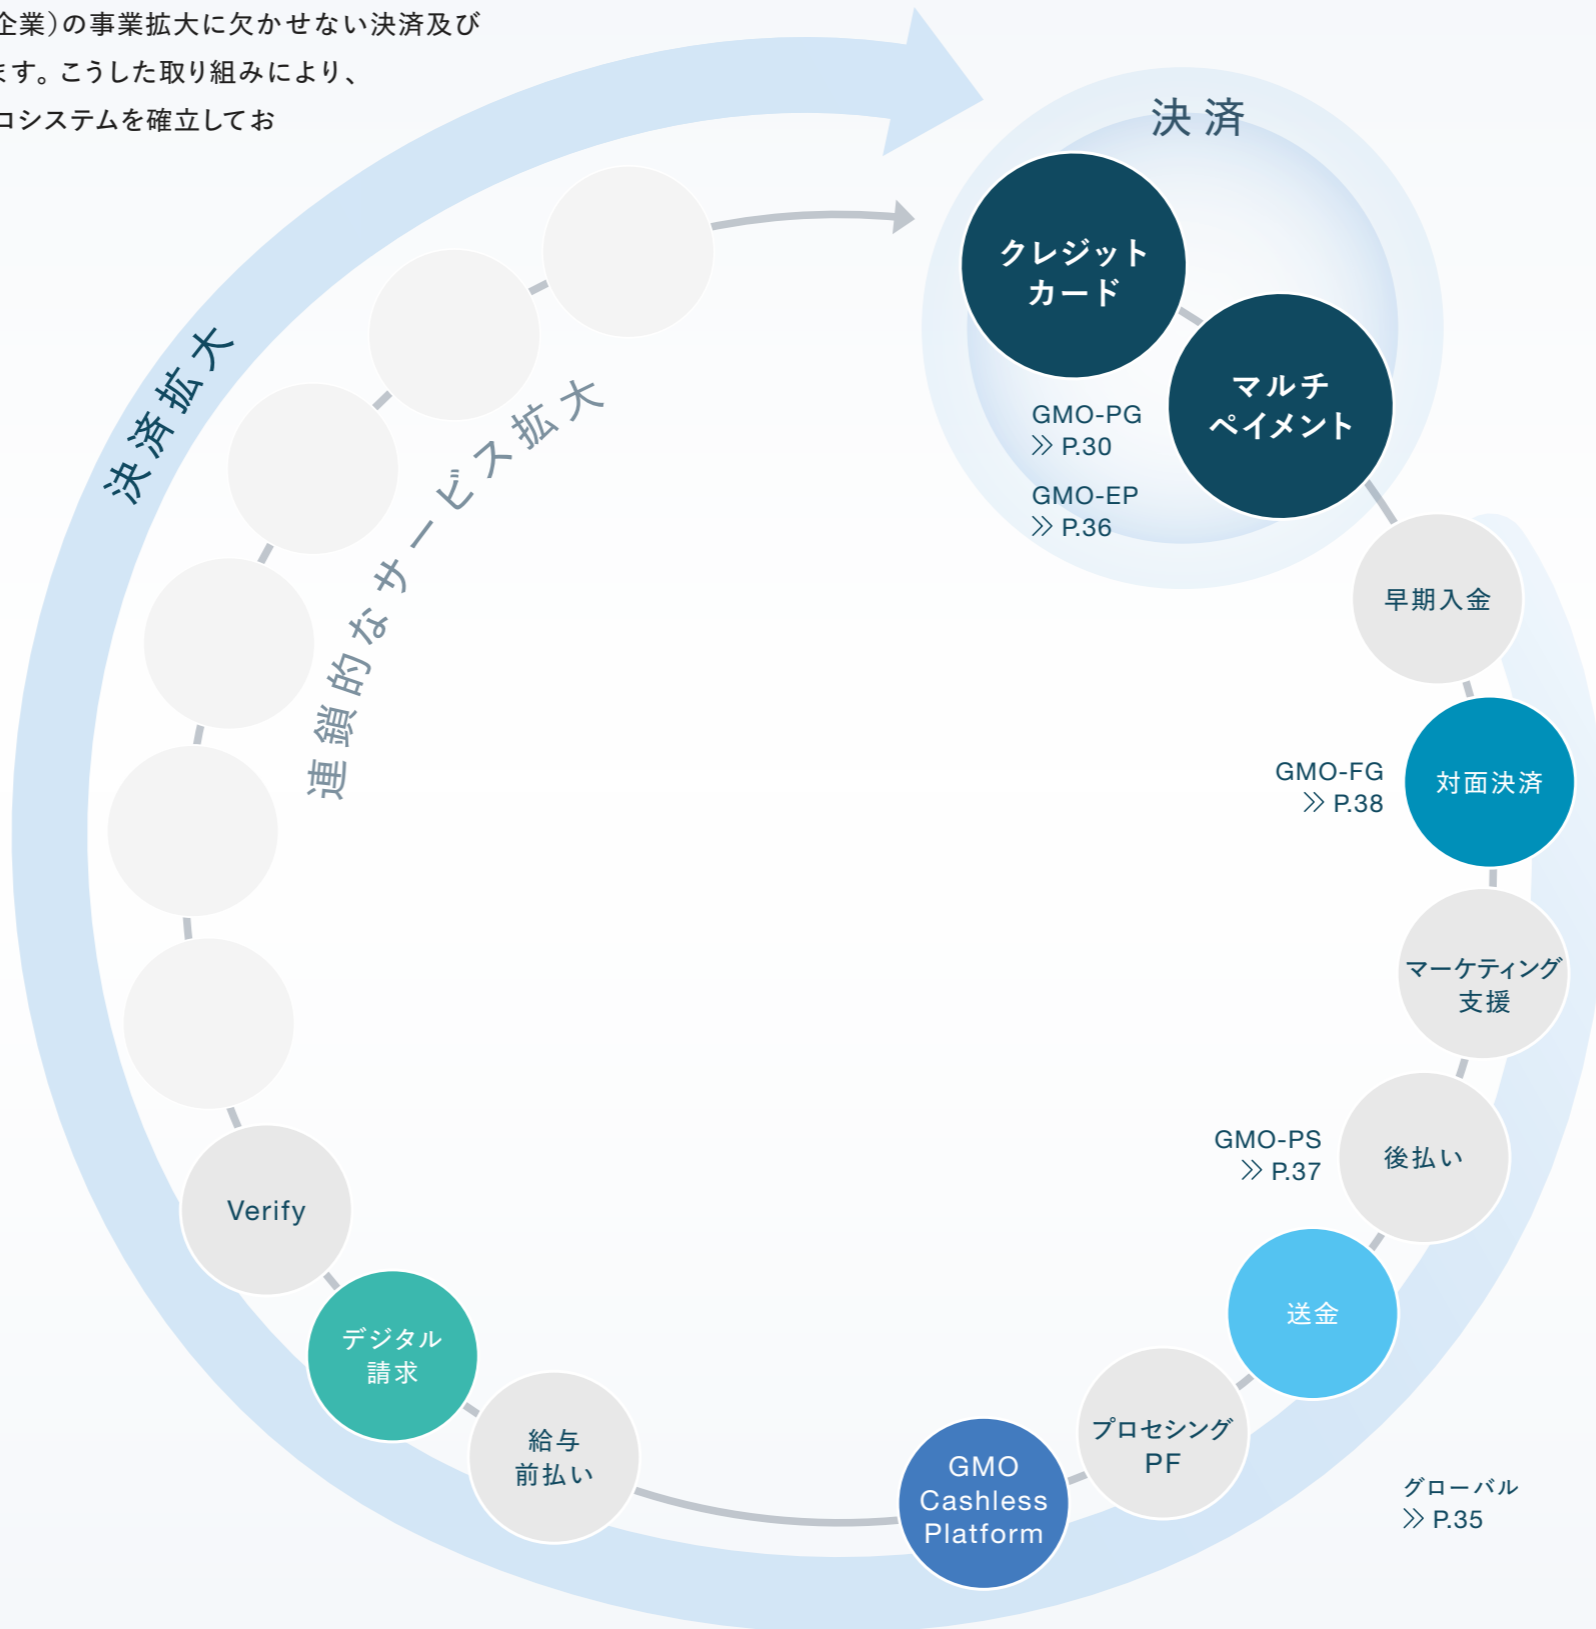 企業）の事業拡大に欠かせない決済及び
ます。こうした取り組みにより、
コシステムを確立してお
決済
クレジット
カード
マルチ
ペイメント
GMO-PG
≫ P.30
GMO-EP
≫ P.36
早期入金
GMO-FG
≫ P.38
対面決済
マーケティング
支援
GMO-PS
≫ P.37
後払い
送金
プロセシング
PF
グローバル
≫ P.35
GMO
Cashless
Platform
給与
前払い
デジタル
請求
Verify
連鎖的なサービス拡大
決済拡大